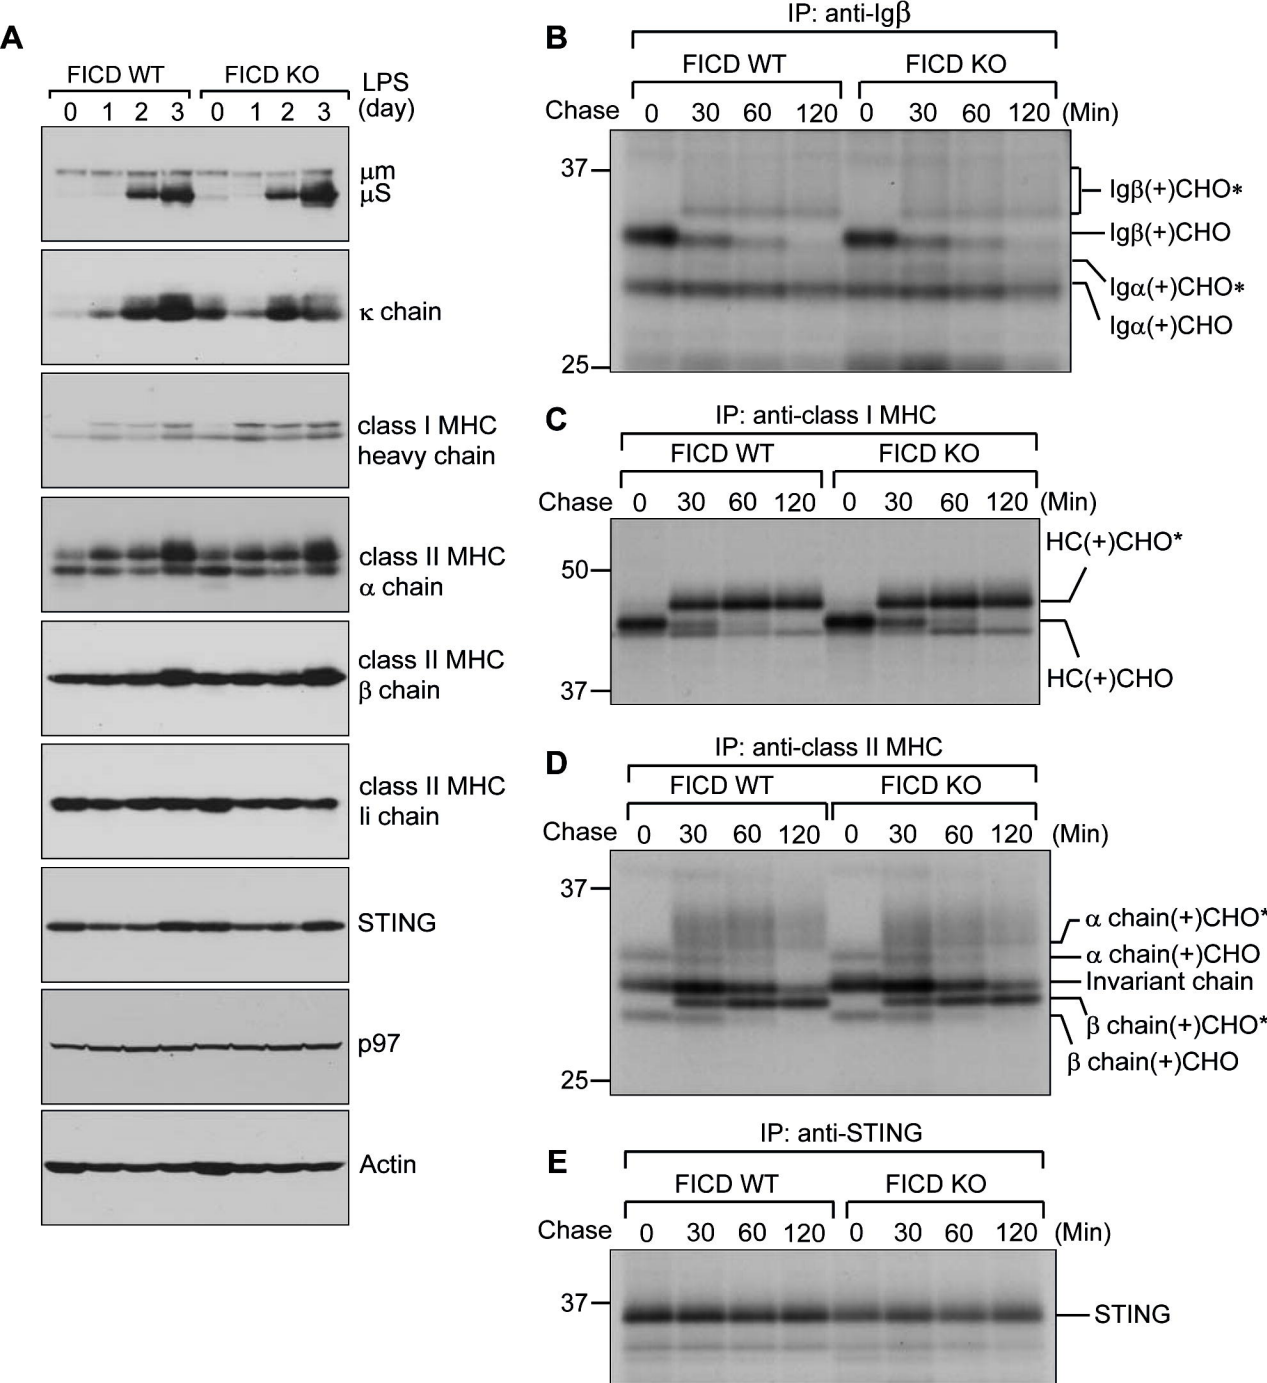 A
FICD WT FICD KO LPS
0 1 2 3 0 1 2 3 (day)
μm
μS
κ chain
class I MHC
heavy chain
class II MHC
α chain
class II MHC
β chain
class II MHC
Ii chain
STING
p97
Actin
B
IP: anti-Igβ
FICD WT FICD KO
Chase 0 30 60 120 0 30 60 120 (Min)
37
25
Igβ(+)CHO*
Igβ(+)CHO
Igα(+)CHO*
Igα(+)CHO
C
IP: anti-class I MHC
FICD WT FICD KO
Chase 0 30 60 120 0 30 60 120 (Min)
50
37
HC(+)CHO*
HC(+)CHO
D
IP: anti-class II MHC
FICD WT FICD KO
Chase 0 30 60 120 0 30 60 120 (Min)
37
25
α chain(+)CHO*
α chain(+)CHO
Invariant chain
β chain(+)CHO*
β chain(+)CHO
E
IP: anti-STING
FICD WT FICD KO
Chase 0 30 60 120 0 30 60 120 (Min)
37
STING